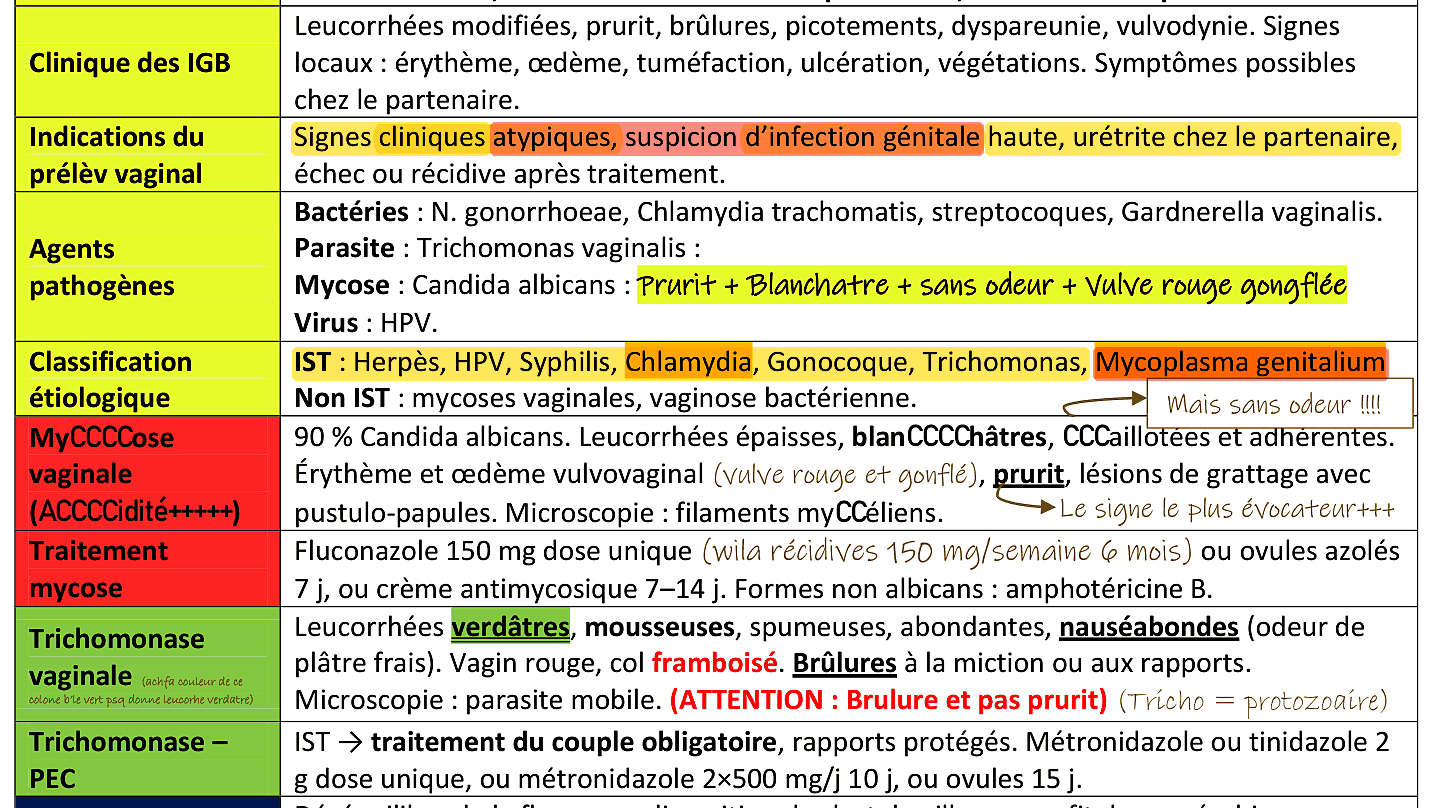 Clinique des IGB
Leucorrhées modifiées, prurit, brûlures, picotements, dyspareunie, vulvodynie. Signes
locaux : érythème, œdème, tuméfaction, ulcération, végétations. Symptômes possibles
chez le partenaire.
Indications du
prélèv vaginal
Signes cliniques atypiques, suspicion d’infection génitale haute, urétrite chez le partenaire,
échec ou récidive après traitement.
Agents
pathogènes
Bactéries : N. gonorrhoeae, Chlamydia trachomatis, streptocoques, Gardnerella vaginalis.
Parasite : Trichomonas vaginalis :
Mycose : Candida albicans : Prurit + Blanchatre + sans odeur + Vulve rouge gongflée
Virus : HPV.
Classification
étiologique
IST : Herpès, HPV, Syphilis, Chlamydia, Gonocoque, Trichomonas, Mycoplasma genitalium
Non IST : mycoses vaginales, vaginose bactérienne.
Mais sans odeur !!!!
MyCCCCose
vaginale
(ACCCCidité+++++)
90 % Candida albicans. Leucorrhées épaisses, blanCCCChâtres, CCCaillotées et adhérentes.
Érythème et œdème vulvovaginal (vulve rouge et gonflé), prurit, lésions de grattage avec
pustulo-papules. Microscopie : filaments myCCéliens.
Le signe le plus évocateur+++
Traitement
mycose
Fluconazole 150 mg dose unique (wila récidives 150 mg/semaine 6 mois) ou ovules azolés
7 j, ou crème antimycosique 7–14 j. Formes non albicans : amphotéricine B.
Trichomonase
vaginale (achfa couleur de ce
colone b'le vert psq donne leucorhe verdatre)
Leucorrhées verdâtres, mousseuses, spumeuses, abondantes, nauséabondes (odeur de
plâtre frais). Vagin rouge, col framboisé. Brûlures à la miction ou aux rapports.
Microscopie : parasite mobile. (ATTENTION : Brulure et pas prurit) (Tricho = protozoaire)
Trichomonase –
PEC
IST → traitement du couple obligatoire, rapports protégés. Métronidazole ou tinidazole 2
g dose unique, ou métronidazole 2×500 mg/j 10 j, ou ovules 15 j.